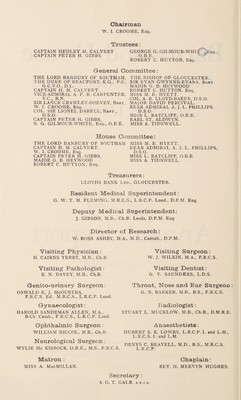 Chairman
W. I. CROOME, Esq.
Trustees:
CAPTAIN HEDLEY H. CALVERT
CAPTAIN PETER H. GIBBS
GEORGE G. GILMOUR-WHITE, Esq.,
O.B.E.
ROBERT C. HUTTON, Esq.
General Committee:
THE LORD BANBURY OF SOUTHAM
THE DUKE OF BEAUFORT, K.G., P.C.,
G.C.V.O., D.L.
CAPTAIN H. H. CALVERT
VICE-ADMIRAL A. F. B. CARPENTER,
V.C., R.N.
SIR LANCE CRAWLEY-BOEVEY, Bart.
W. I. CROOME, Esq.
COL. SIR LIONEL DARELL, Bart.,
D.S.O.
CAPTAIN PETER H. GIBBS
G. G. GILMOUR-WHITE, Esq., O.B.E.
THE BISHOP OF GLOUCESTER.
SIR EVAN GWYNNE-EVANS, Bart.
MAJOR G. B. HEYWOOD
ROBERT C. HUTTON, Esq.
MISS M. E. HYETT.
COL. A. B. LLOYD-BAKER, D.S.O.
MAJOR DAVID PERCIVAL.
REAR ADMIRAL A. J. L. PHILLIPS
D.S.O.
MISS L. RATCLIFF, O.B.E.
EARL ST. ALDWYN
MISS A. TIDSWELL.
House Committee:
THE LORD BANBURY OF SOUTHAM
CAPTAIN H. H. CALVERT.
W. I. CROOME, Esq.
CAPTAIN PETER H. GIBBS,
MAJOR G. B. HEYWOOD
ROBERT C. HUTTON, Esq.
MISS M. E. HYETT.
REAR ADMIRAL A. J. L. PHILLIPS,
D.S.O.
MISS L. RATCLIFF, O.B.E.
MISS A. TIDSWELL.
Treasurers:
LLOYDS BANK LTD., GLOUCESTER.
Resident Medical Superintendent:
G. W. T. H. FLEMING, M.R.C.S., L.R.C.P. Lond., D.P.M. Eng.
Deputy Medical Superintendent:
J. GIBSON, M.B., Ch.B. Leeds, D.P.M. Eng.
Director of Research:
W. ROSS ASHBY, M.A., M.D. Cantab., D.P.M.
Visiting Physician:
H. CAIRNS TERRY, M.B., Ch.B.
Visiting Surgeon:
W. J. WILKIN, M.A., F.R.C.S.
Visiting Pathologist:
E. N. DAVEY, M.B., Ch.B.
Visiting Dentist:
G. V. SAUNDERS, L.D.S.
Genito-urinary Surgeon:
OSWALD E. J. McOUSTRA,
F.R.C.S. Ed. M.R.C.S., L.R.C.P. Lond.
Throat, Nose and Ear Surgeon:
G. N. BARKER, M.B., B.S., F.R.C.S.
Gynaecologist:
HAROLD SANDEMAN ALLEN, M.A.,
B.Ch. Cantab., F.R.C.S., L.R.C.P. Lond.
Radiologist:
STUART L. MUCKLOW, M.B., Ch.B., D.M.R.E.
Ophthalmic Surgeon:
WILLIAM NICCOL, M.B., Ch.B.
Anaesthetists:
HUBERT S. E. LOWRY, L.R.C.P. I. and L.M.,
L.R.C.S. I. and L.M.
Neurological Surgeon:
WYLIE McKISSOCK, O.B.E., M.S., F.R.C.S.
DENYS C. BRAYELL, M.D., B.S., M.R.C.S.
L.R.C.P.
Matron:
MISS A. MacMILLAN.
Chaplain:
REV. H. MERVYN HUGHES.
Secretary: